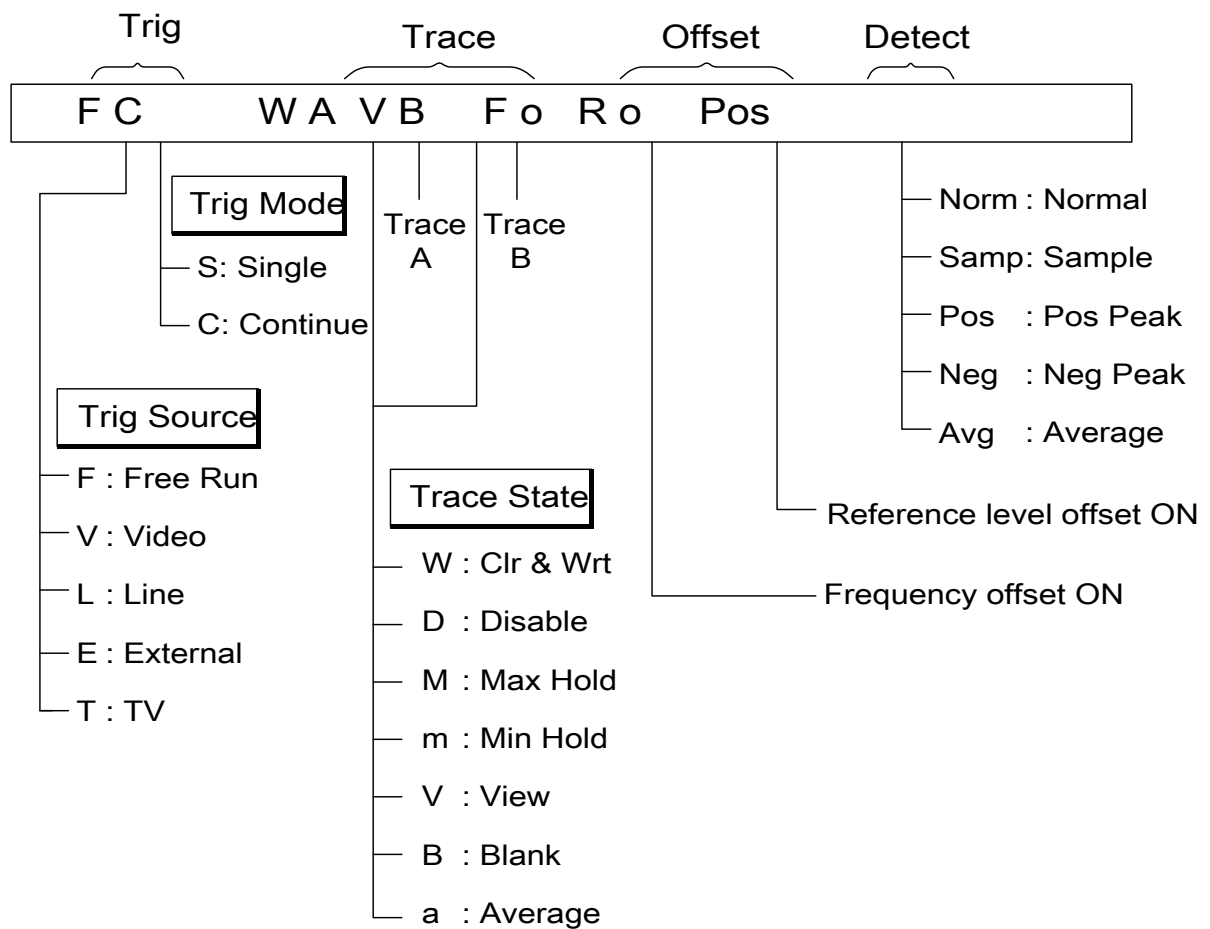 Trig Trace Offset Detect
F C W A V B F o R o Pos
Trig Mode
S: Single
C: Continue
Trace A
Trace B
Trig Source
F : Free Run
V : Video
L : Line
E : External
T : TV
Trace State
W : Clr & Wrt
D : Disable
M : Max Hold
m : Min Hold
V : View
B : Blank
a : Average
Norm : Normal
Samp: Sample
Pos : Pos Peak
Neg : Neg Peak
Avg : Average
Reference level offset ON
Frequency offset ON